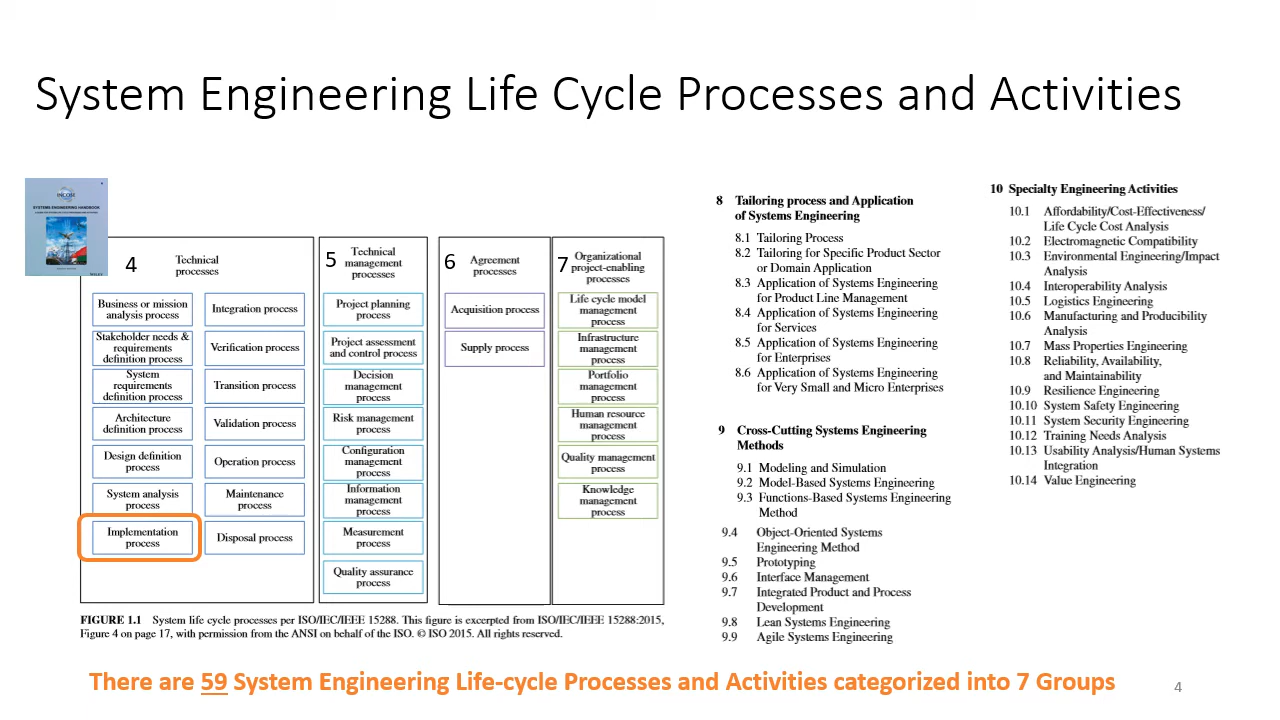 System Engineering Life Cycle Processes and Activities
INCOSE
SYSTEMS ENGINEERING HANDBOOK
WILEY
4
Technical
processes
Business or mission
analysis process
Stakeholder needs &
requirements
definition process
System
requirements
definition process
Architecture
definition process
Design definition
process
System analysis
process
Implementation
process
Integration process
Verification process
Transition process
Validation process
Operation process
Maintenance
process
Disposal process
5
Technical
management
processes
Project planning
process
Project assessment
and control process
Decision
management
process
Risk management
process
Configuration
management
process
Information
management
process
Measurement
process
Quality assurance
process
6
Agreement
processes
Acquisition process
Supply process
7
Organizational
project-enabling
processes
Life cycle model
management
process
Infrastructure
management
process
Portfolio
management
process
Human resource
management
process
Quality management
process
Knowledge
management
process
FIGURE 1.1 System life cycle processes per ISO/IEC/IEEE 15288. This figure is excerpted from ISO/IEC/IEEE 15288:2015,
Figure 4 on page 17, with permission from the ANSI on behalf of the ISO. © ISO 2015. All rights reserved.
8 Tailoring process and Application
of Systems Engineering
8.1 Tailoring Process
8.2 Tailoring for Specific Product Sector
or Domain Application
8.3 Application of Systems Engineering
for Product Line Management
8.4 Application of Systems Engineering
for Services
8.5 Application of Systems Engineering
for Enterprises
8.6 Application of Systems Engineering
for Very Small and Micro Enterprises
9 Cross-Cutting Systems Engineering
Methods
9.1 Modeling and Simulation
9.2 Model-Based Systems Engineering
9.3 Functions-Based Systems Engineering
Method
9.4 Object-Oriented Systems
Engineering Method
9.5 Prototyping
9.6 Interface Management
9.7 Integrated Product and Process
Development
9.8 Lean Systems Engineering
9.9 Agile Systems Engineering
10 Specialty Engineering Activities
10.1 Affordability/Cost-Effectiveness/
Life Cycle Cost Analysis
10.2 Electromagnetic Compatibility
10.3 Environmental Engineering/Impact
Analysis
10.4 Interoperability Analysis
10.5 Logistics Engineering
10.6 Manufacturing and Producibility
Analysis
10.7 Mass Properties Engineering
10.8 Reliability, Availability,
and Maintainability
10.9 Resilience Engineering
10.10 System Safety Engineering
10.11 System Security Engineering
10.12 Training Needs Analysis
10.13 Usability Analysis/Human Systems
Integration
10.14 Value Engineering
There are 59 System Engineering Life-cycle Processes and Activities categorized into 7 Groups
4